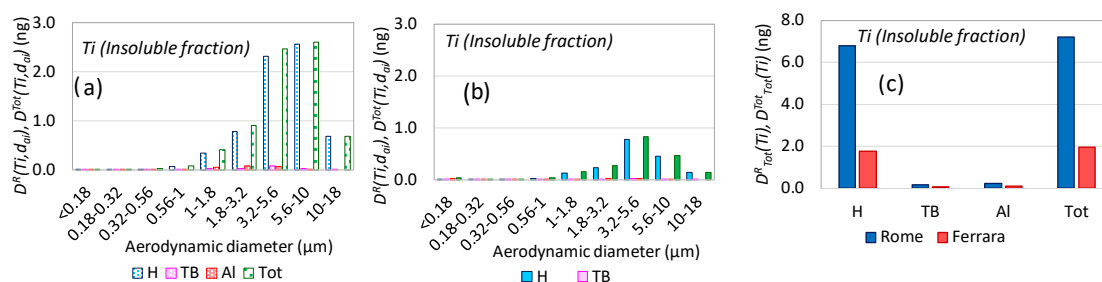 Ti (Insoluble fraction)
(a)
D^R(Ti,d_ai), D^Tot(Ti,d_ai) (ng)
3.0
2.0
1.0
0.0
<0.18
0.18-0.32
0.32-0.56
0.56-1
1-1.8
1.8-3.2
3.2-5.6
5.6-10
10-18
Aerodynamic diameter (µm)
H TB Al Tot
Ti (Insoluble fraction)
(b)
D^R(Ti,d_ai), D^Tot(Ti,d_ai) (ng)
3.0
2.0
1.0
0.0
<0.18
0.18-0.32
0.32-0.56
0.56-1
1-1.8
1.8-3.2
3.2-5.6
5.6-10
10-18
Aerodynamic diameter (µm)
H TB
Ti (Insoluble fraction)
(c)
D^R_Tot(Ti), D^Tot_Tot(Ti) (ng)
8.0
6.0
4.0
2.0
0.0
H TB Al Tot
Rome Ferrara